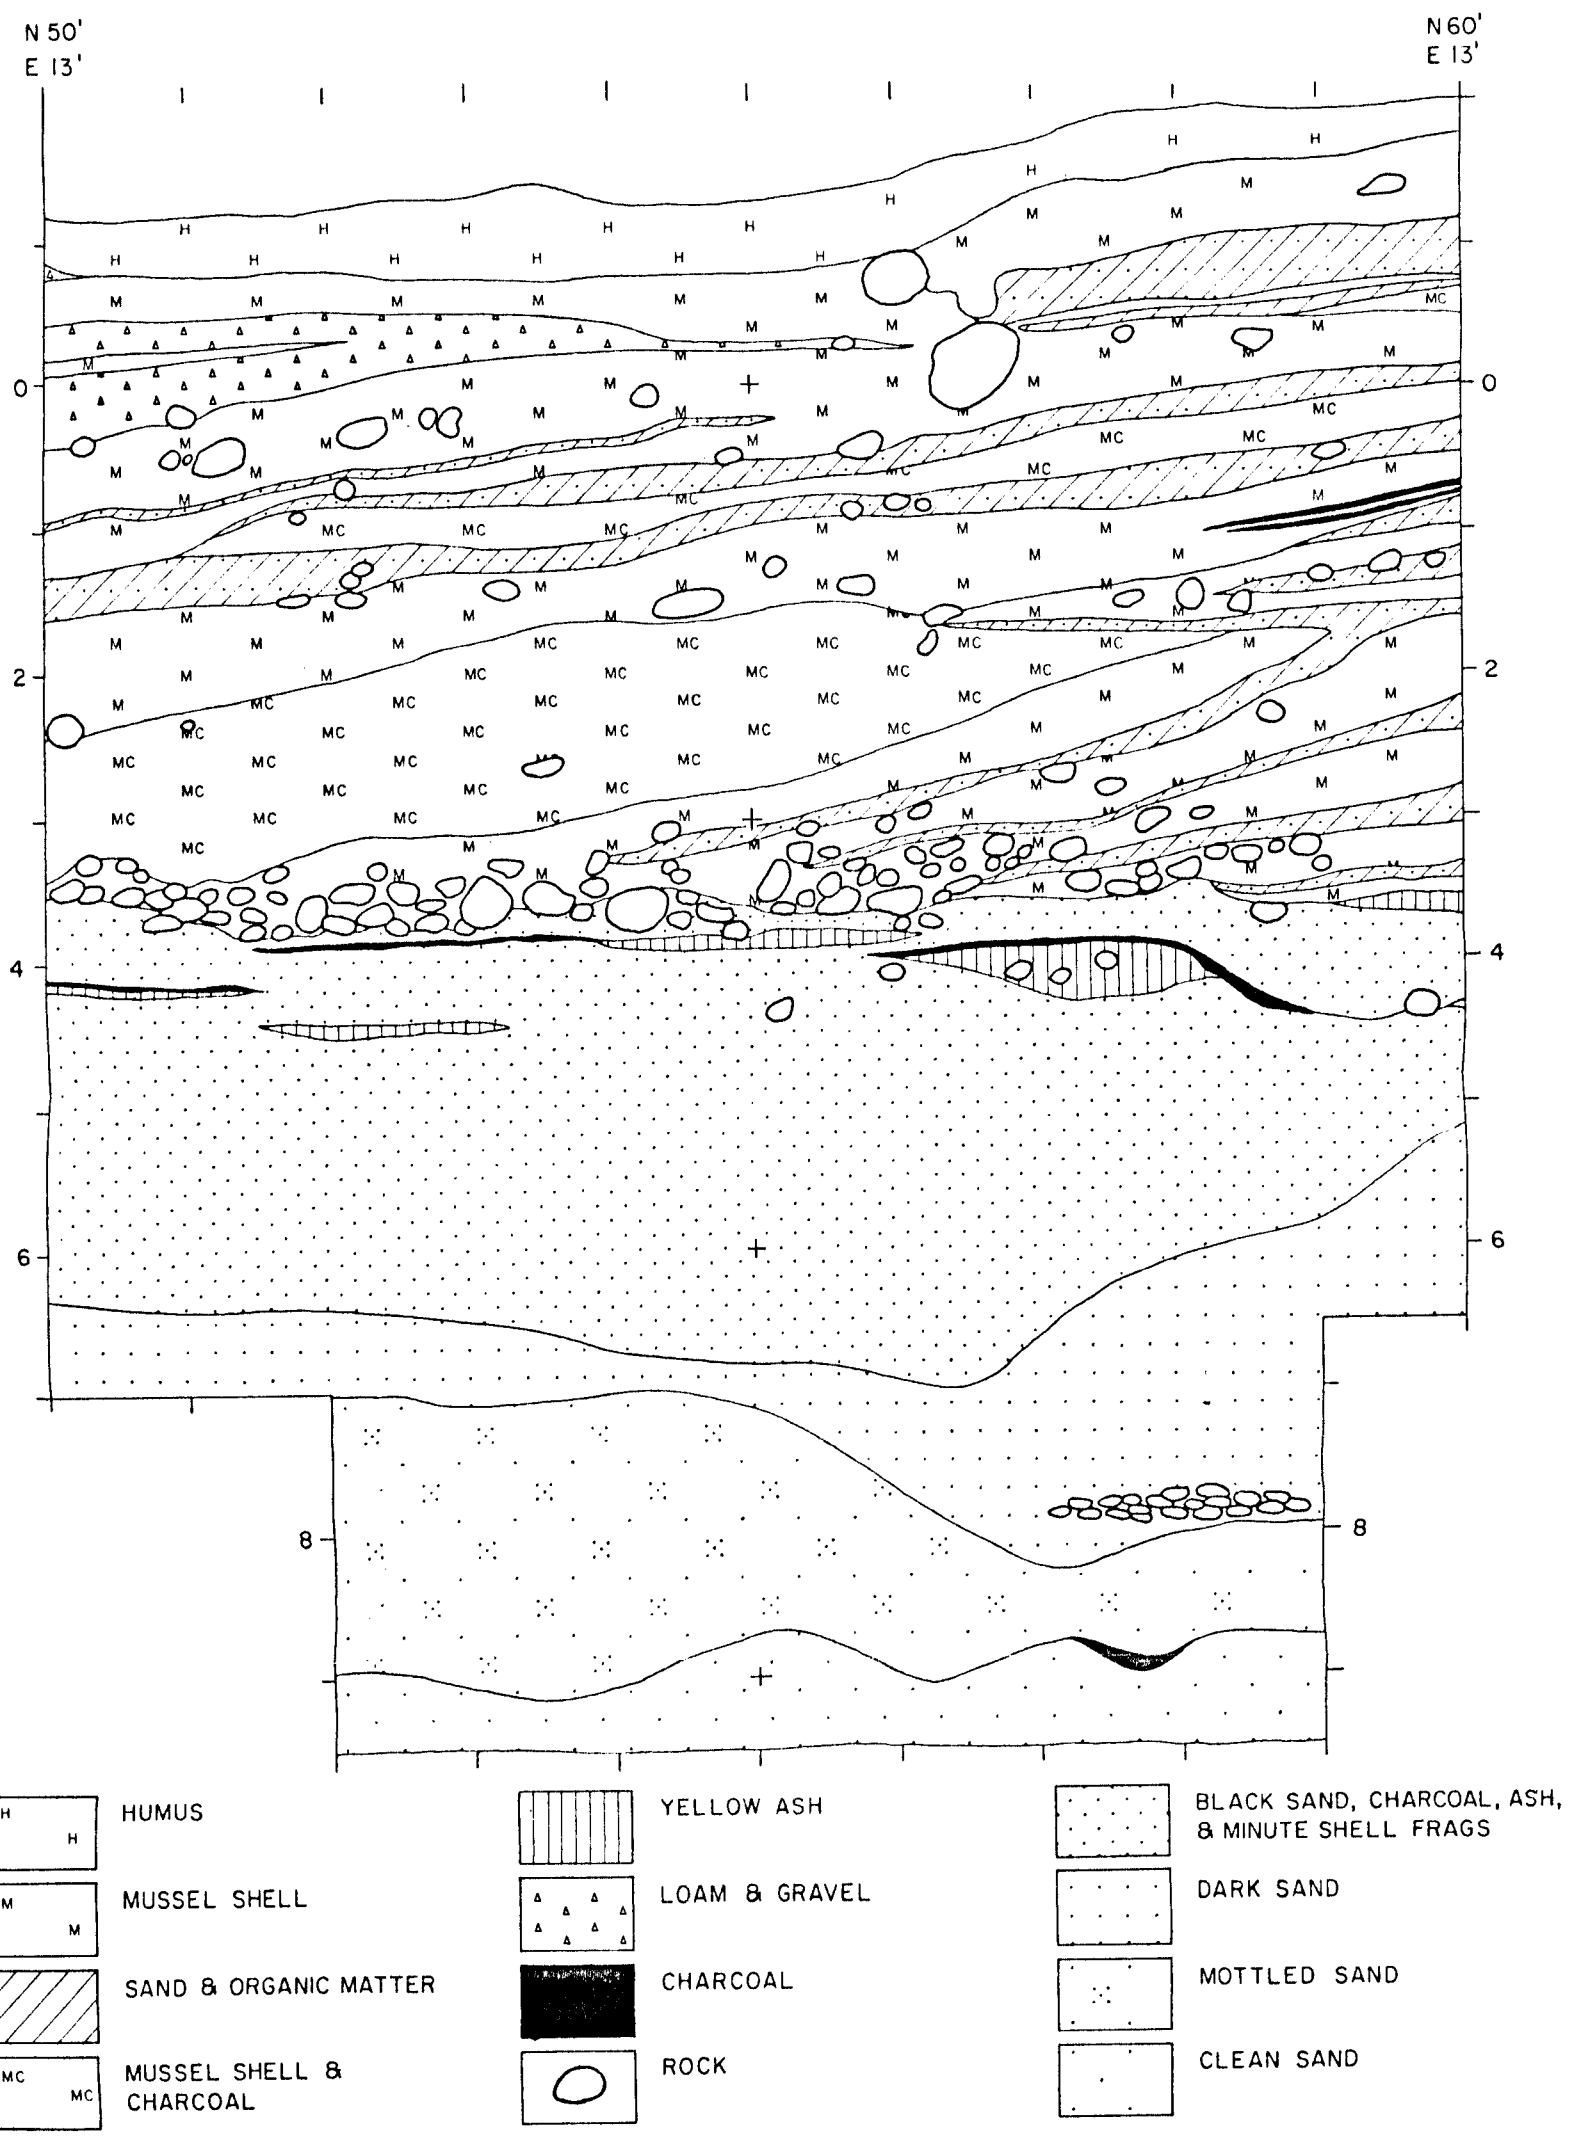 N 50'
E 13'
N 60'
E 13'
H H
H
H
H H H H H
H H H H H H
M
M
M
M M
M M M M M M
MC
M M M M
M M M M M
0 M M M M M 0
M M M M M MC
M M M M MC MC
M M M MC MC M
M MC M
M MC MC MC M M M
M M M M
M M M M M M
M M M M M
M M M MC MC MC MC
2 M M MC MC MC MC M 2
M MC MC MC MC MC MC M M
MC MC MC MC MC MC M M
MC MC MC MC MC MC M M M M
MC MC MC MC M M M M
MC MC MC MC M M M M
MC M M M M
M M M M
M M M
4 4
6 6
8 8
H H HUMUS
M M MUSSEL SHELL
SAND & ORGANIC MATTER
MC MC MUSSEL SHELL &
CHARCOAL
YELLOW ASH
LOAM & GRAVEL
CHARCOAL
ROCK
BLACK SAND, CHARCOAL, ASH,
& MINUTE SHELL FRAGS
DARK SAND
MOTTLED SAND
CLEAN SAND